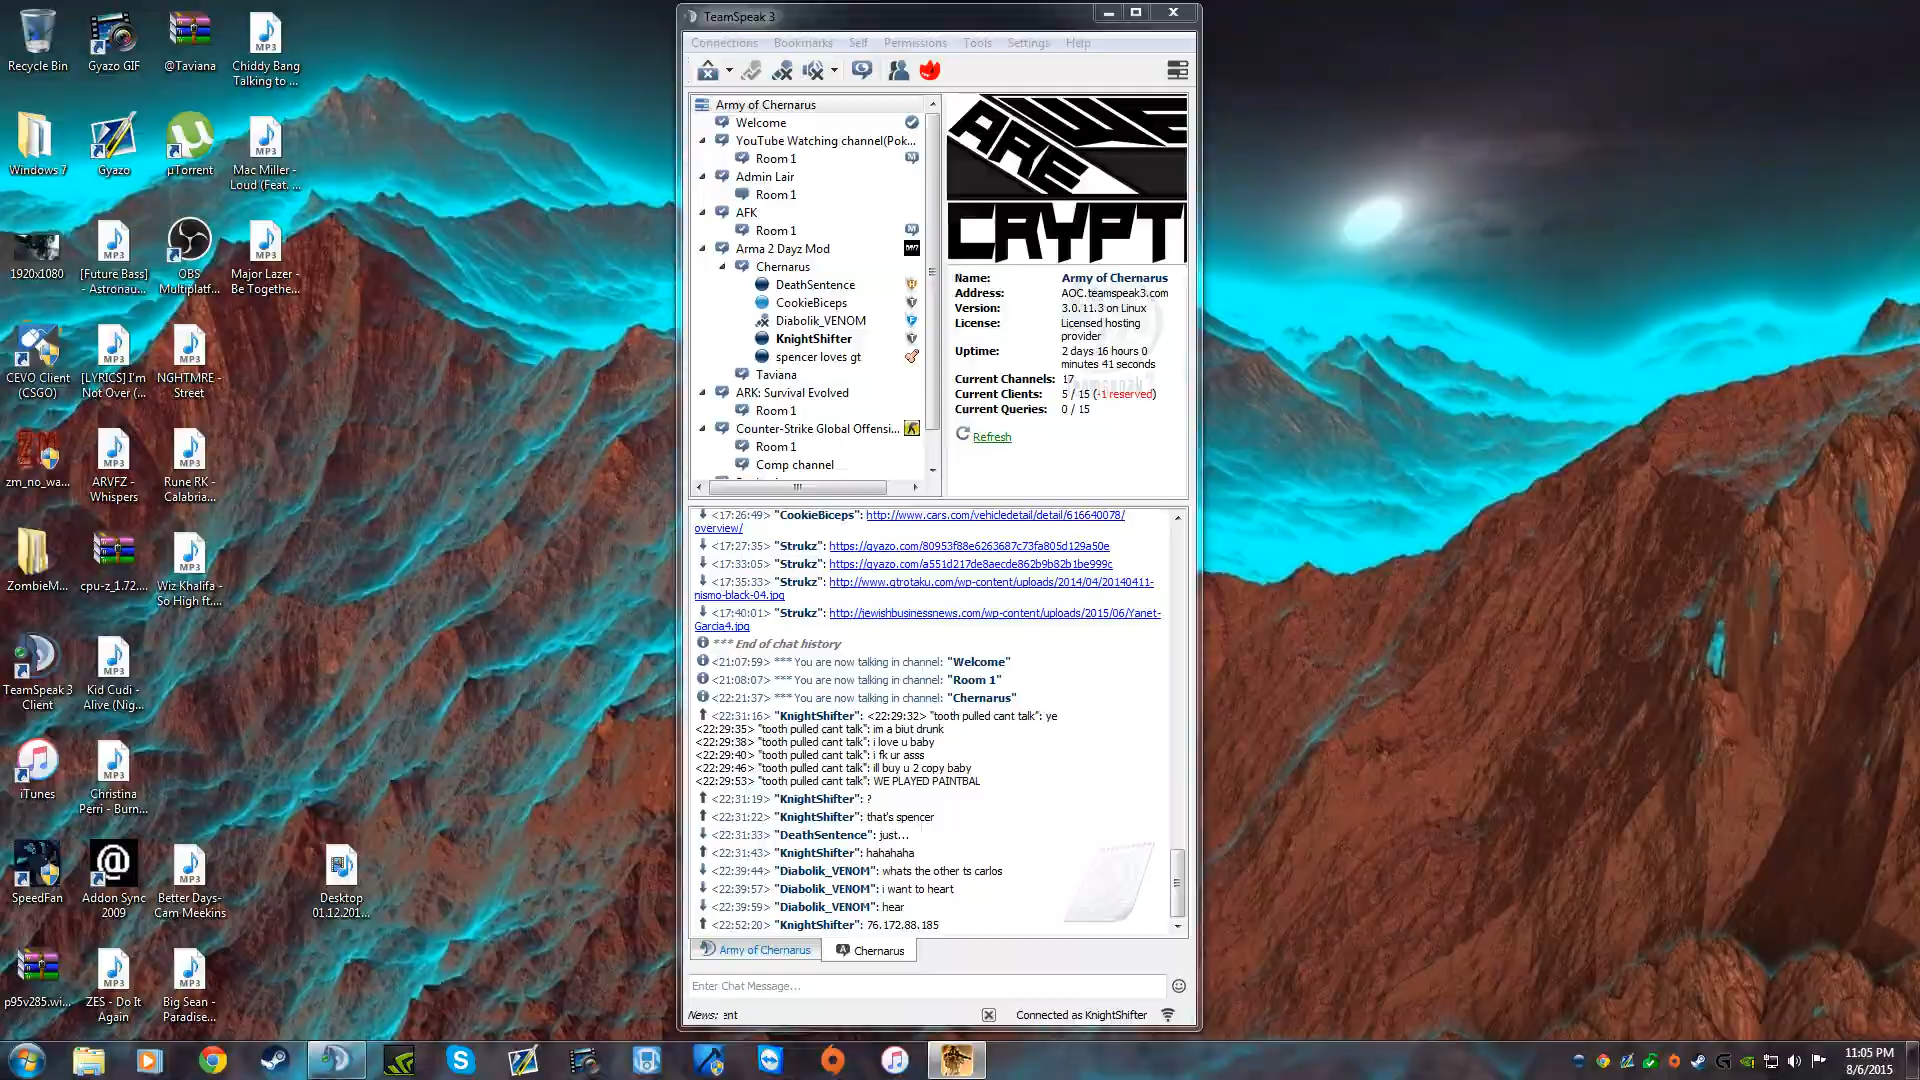 Recycle Bin
Gyazo GIF
@Taviana
Chiddy Bang
Talking to ...
Windows 7
Gyazo
µTorrent
Mac Miller -
Loud (Feat. ...
1920x1080
[Future Bass]
- Astronau...
OBS
Multiplatf...
Major Lazer -
Be Togethe...
CEVO Client
(CSGO)
[LYRICS] I'm
Not Over (...
NGHTMRE -
Street
zm_no_wa...
ARVFZ -
Whispers
Rune RK -
Calabria...
ZombieM...
cpu-z_1.72....
Wiz Khalifa -
So High ft....
TeamSpeak 3
Client
Kid Cudi -
Alive (Nig...
iTunes
Christina
Perri - Burn...
SpeedFan
Addon Sync
2009
Better Days-
Cam Meekins
Desktop
01.12.201...
p95v285.wi...
ZES - Do It
Again
Big Sean -
Paradise...
TeamSpeak 3
Connections Bookmarks Self Permissions Tools Settings Help
Army of Chernarus
Welcome
YouTube Watching channel(Pok...
Room 1
Admin Lair
Room 1
AFK
Room 1
Arma 2 Dayz Mod
Chernarus
DeathSentence
CookieBiceps
Diabolik_VENOM
KnightShifter
spencer loves gt
Taviana
ARK: Survival Evolved
Room 1
Counter-Strike Global Offensi...
Room 1
Comp channel
WE
ARE
CRYPT
Name: Army of Chernarus
Address: AOC.teamspeak3.com
Version: 3.0.11.3 on Linux
License: Licensed hosting
provider
Uptime: 2 days 16 hours 0
minutes 41 seconds
Current Channels: 17
Current Clients: 5 / 15 (-1 reserved)
Current Queries: 0 / 15
Refresh
<17:26:49> "CookieBiceps": http://www.cars.com/vehicledetail/detail/616640078/
overview/
<17:27:35> "Strukz": https://gyazo.com/80953f88e6263687c73fa805d129a50e
<17:33:05> "Strukz": https://gyazo.com/a551d217de8aecde862b9b82b1be999c
<17:35:33> "Strukz": http://www.gtrotaku.com/wp-content/uploads/2014/04/20140411-
nismo-black-04.jpg
<17:40:01> "Strukz": http://jewishbusinessnews.com/wp-content/uploads/2015/06/Yanet-
Garcia4.jpg
*** End of chat history
<21:07:59> *** You are now talking in channel: "Welcome"
<21:08:07> *** You are now talking in channel: "Room 1"
<22:21:37> *** You are now talking in channel: "Chernarus"
<22:31:16> "KnightShifter": <22:29:32> "tooth pulled cant talk": ye
<22:29:35> "tooth pulled cant talk": im a biut drunk
<22:29:38> "tooth pulled cant talk": i love u baby
<22:29:40> "tooth pulled cant talk": i fk ur asss
<22:29:46> "tooth pulled cant talk": ill buy u 2 copy baby
<22:29:53> "tooth pulled cant talk": WE PLAYED PAINTBAL
<22:31:19> "KnightShifter": ?
<22:31:22> "KnightShifter": that's spencer
<22:31:33> "DeathSentence": just...
<22:31:43> "KnightShifter": hahahaha
<22:39:44> "Diabolik_VENOM": whats the other ts carlos
<22:39:57> "Diabolik_VENOM": i want to heart
<22:39:59> "Diabolik_VENOM": hear
<22:52:20> "KnightShifter": 76.172.88.185
Army of Chernarus
Chernarus
Enter Chat Message...
News: ent
Connected as KnightShifter
11:05 PM
8/6/2015